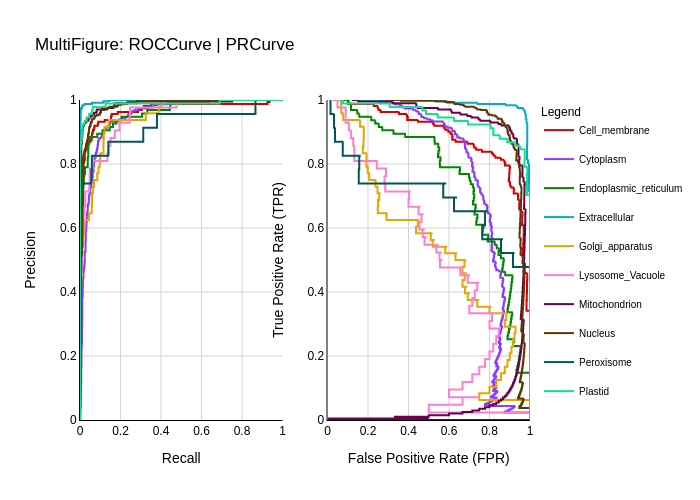 MultiFigure: ROCCurve | PRCurve
Precision
1
0.8
0.6
0.4
0.2
0
0 0.2 0.4 0.6 0.8 1
Recall
True Positive Rate (TPR)
1
0.8
0.6
0.4
0.2
0
0 0.2 0.4 0.6 0.8 1
False Positive Rate (FPR)
Legend
Cell_membrane
Cytoplasm
Endoplasmic_reticulum
Extracellular
Golgi_apparatus
Lysosome_Vacuole
Mitochondrion
Nucleus
Peroxisome
Plastid